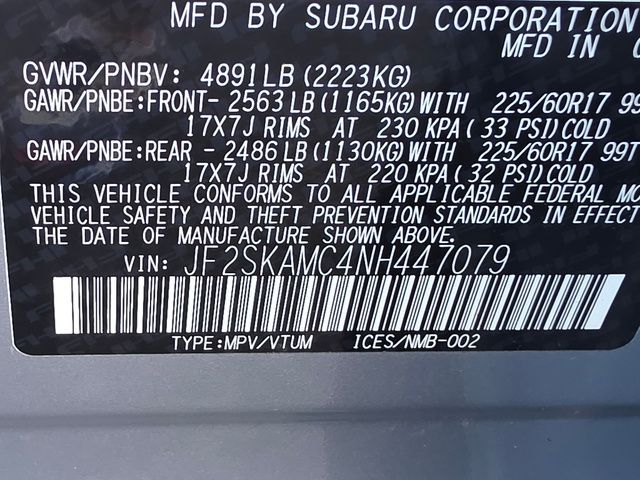 MFD BY SUBARU CORPORATION
MFD IN
GVWR/PNBV: 4891LB (2223KG)
GAWR/PNBE:FRONT- 2563 LB(1165KG)WITH 225/60R17 99
17X7J RIMS AT 230 KPA( 33 PSI)COLD
GAWR/PNBE:REAR - 2486 LB(1130KG)WITH 225/60R17 99T
17X7J RIMS AT 220 KPA( 32 PSI)COLD
THIS VEHICLE CONFORMS TO ALL APPLICABLE FEDERAL MO
VEHICLE SAFETY AND THEFT PREVENTION STANDARDS IN EFFECT
THE DATE OF MANUFACTURE SHOWN ABOVE.
VIN: JF2SKAMC4NH447079
TYPE:MPV/VTUM ICES/NMB-002